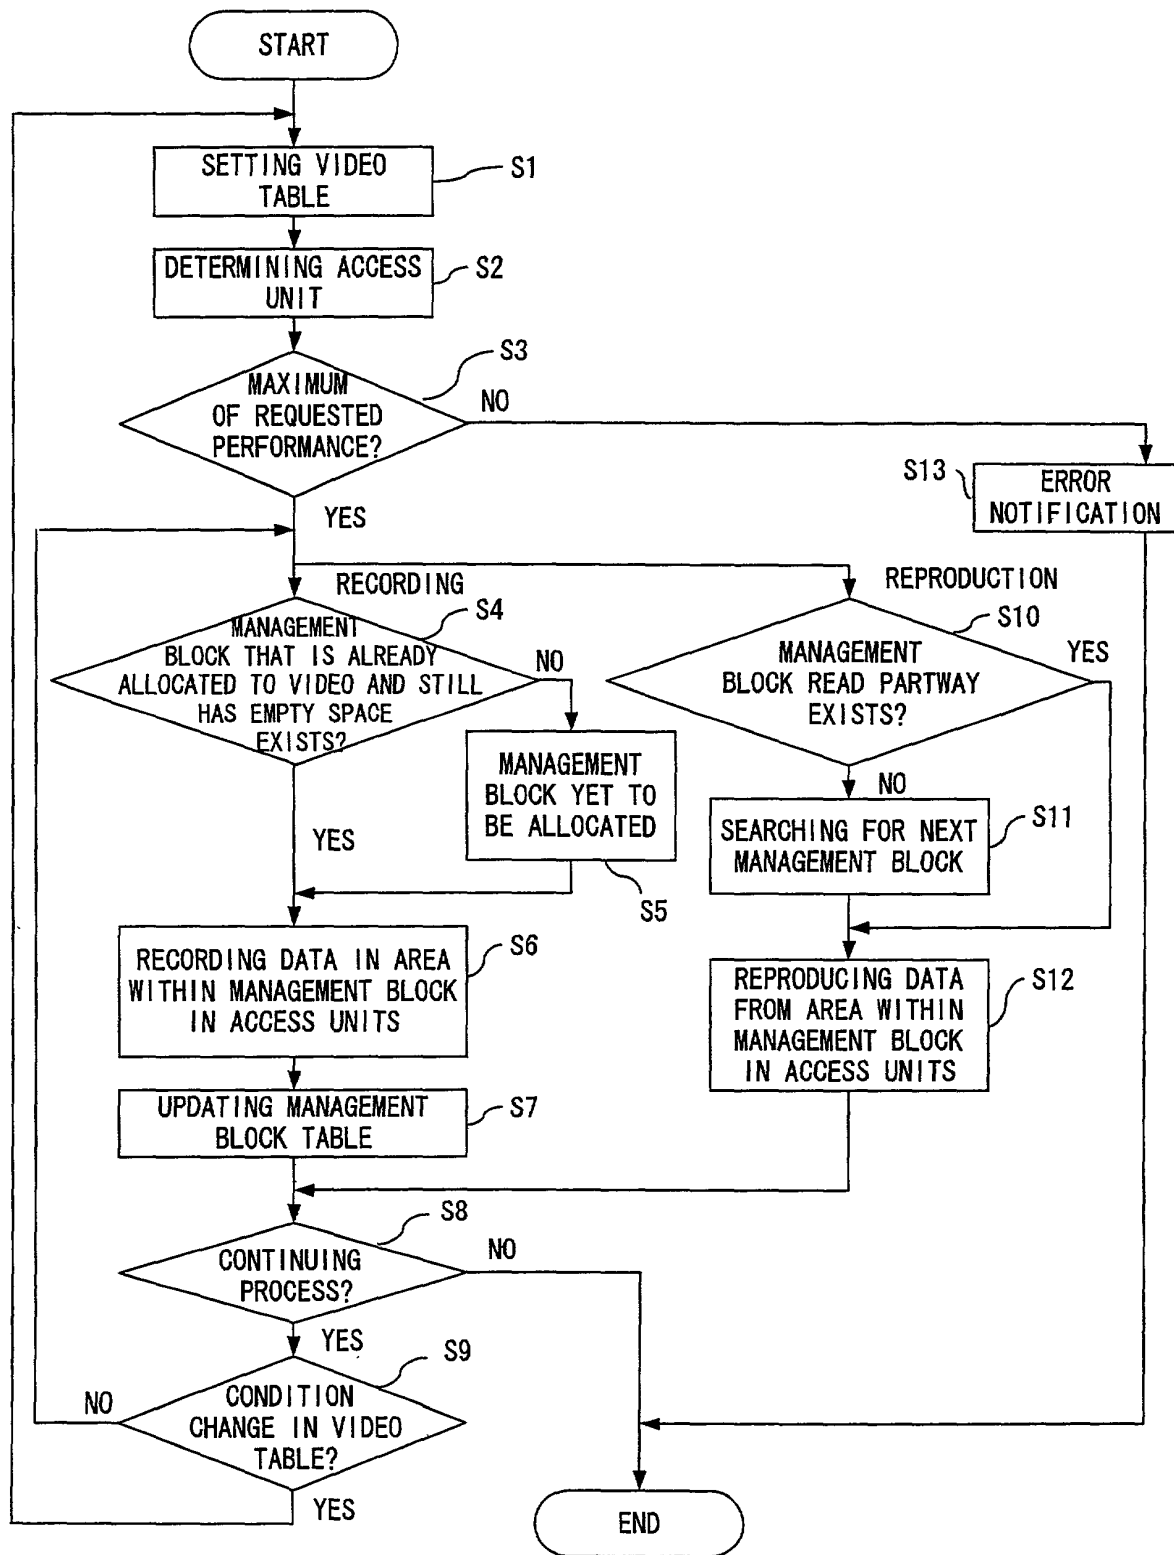 START
SETTING VIDEO
TABLE
S1
DETERMINING ACCESS
UNIT
S2
MAXIMUM
OF REQUESTED
PERFORMANCE?
S3
NO
YES
S13
ERROR
NOTIFICATION
RECORDING
REPRODUCTION
MANAGEMENT
BLOCK THAT IS ALREADY
ALLOCATED TO VIDEO AND STILL
HAS EMPTY SPACE
EXISTS?
S4
NO
YES
MANAGEMENT
BLOCK YET TO
BE ALLOCATED
S5
MANAGEMENT
BLOCK READ PARTWAY
EXISTS?
S10
YES
NO
SEARCHING FOR NEXT
MANAGEMENT BLOCK
S11
RECORDING DATA IN AREA
WITHIN MANAGEMENT BLOCK
IN ACCESS UNITS
S6
REPRODUCING DATA
FROM AREA WITHIN
MANAGEMENT BLOCK
IN ACCESS UNITS
S12
UPDATING MANAGEMENT
BLOCK TABLE
S7
CONTINUING
PROCESS?
S8
NO
YES
CONDITION
CHANGE IN VIDEO
TABLE?
S9
NO
YES
END